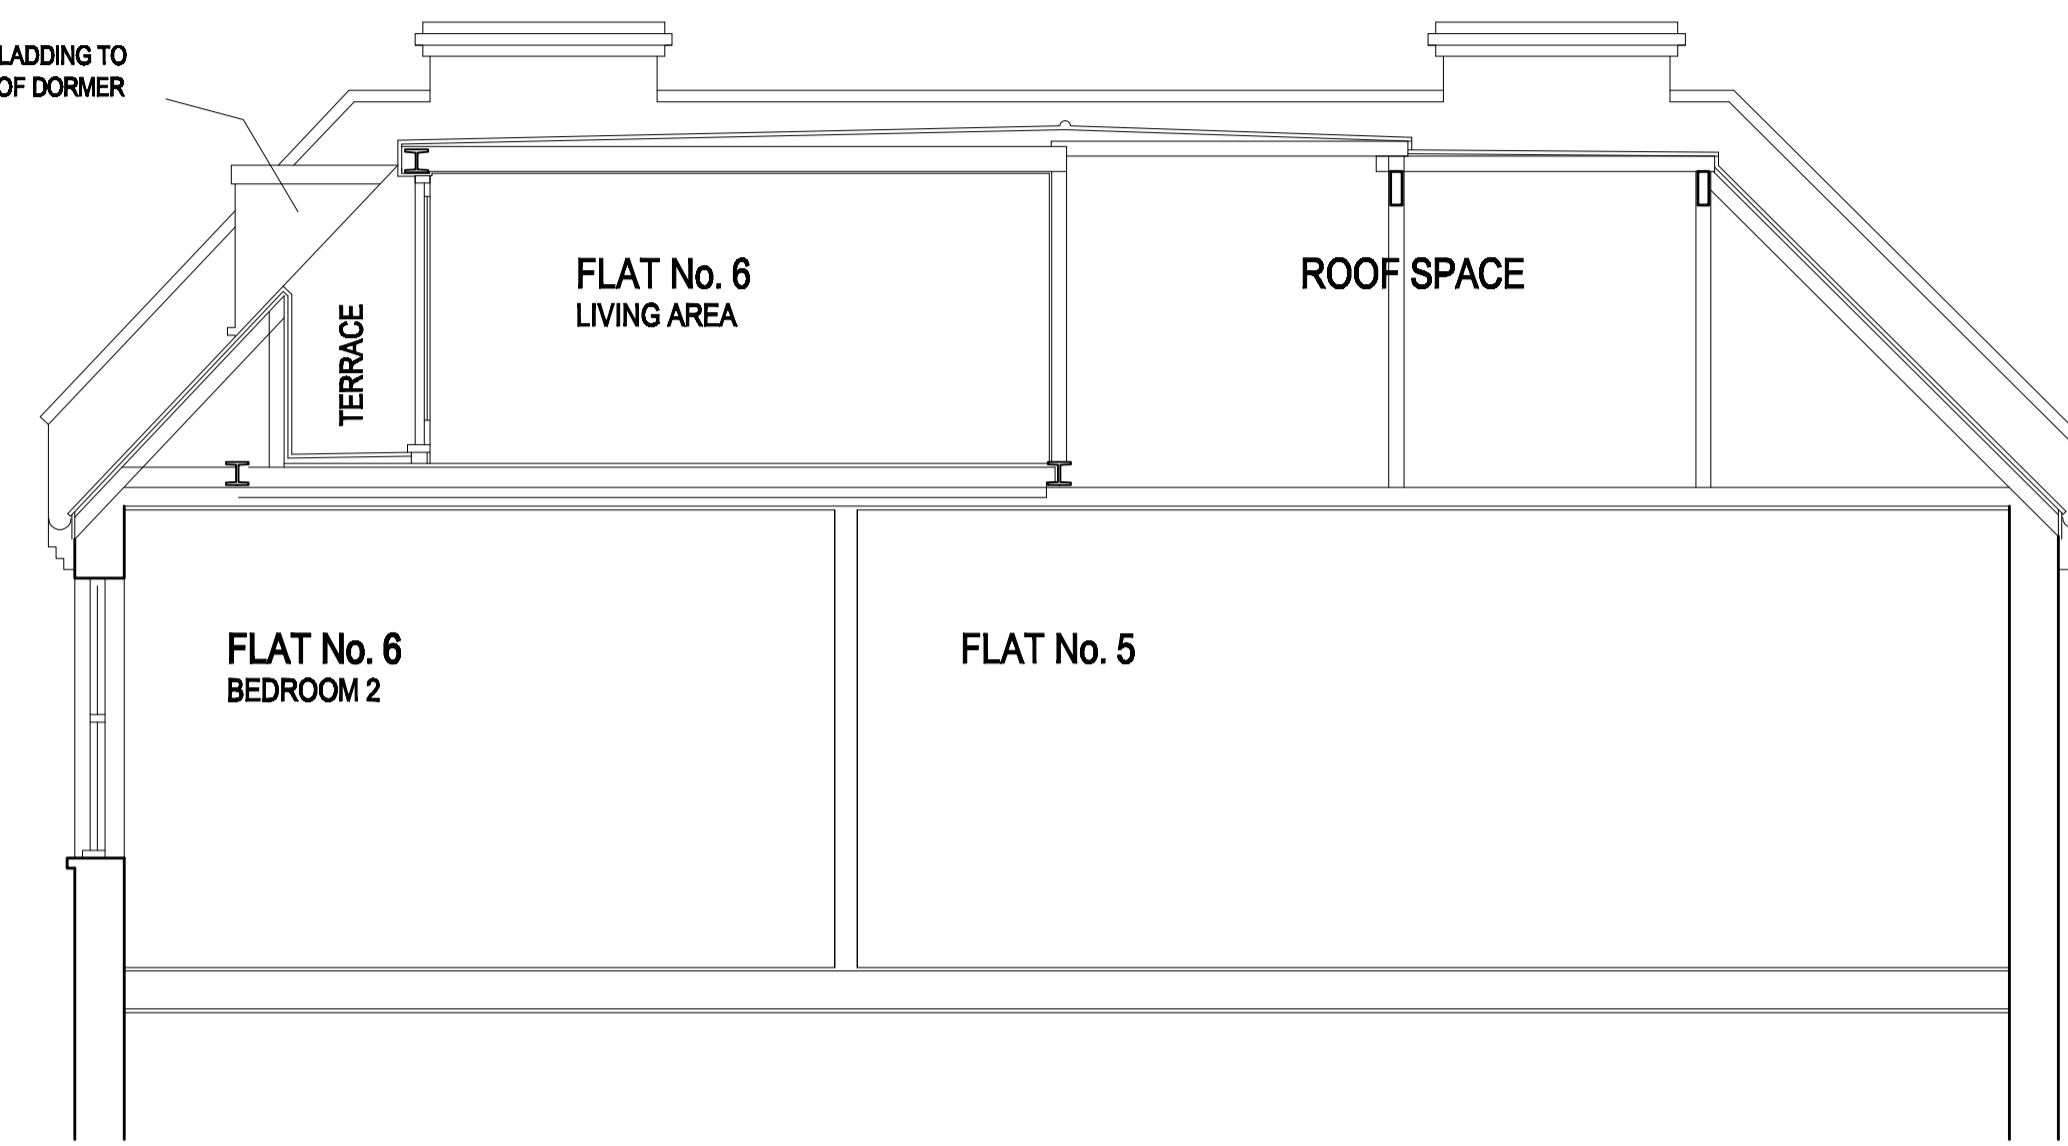 LADDING TO
OF DORMER
FLAT No. 6
LIVING AREA
ROOF SPACE
TERRACE
FLAT No. 6
BEDROOM 2
FLAT No. 5